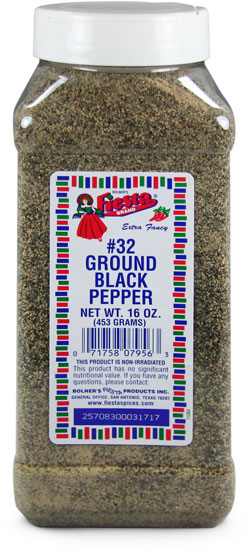 BOLNER'S
Fiesta
BRAND
Extra Fancy
#32
GROUND
BLACK
PEPPER
NET WT. 16 OZ.
(453 GRAMS)
0 71758 07956 3
THIS PRODUCT IS NON-IRRADIATED
This product has no significant
nutritional value. If you have any
questions, please contact:
BOLNER'S FIESTA PRODUCTS INC.
GENERAL OFFICE, SAN ANTONIO, TEXAS 78207
www.fiestaspices.com
25708300031717